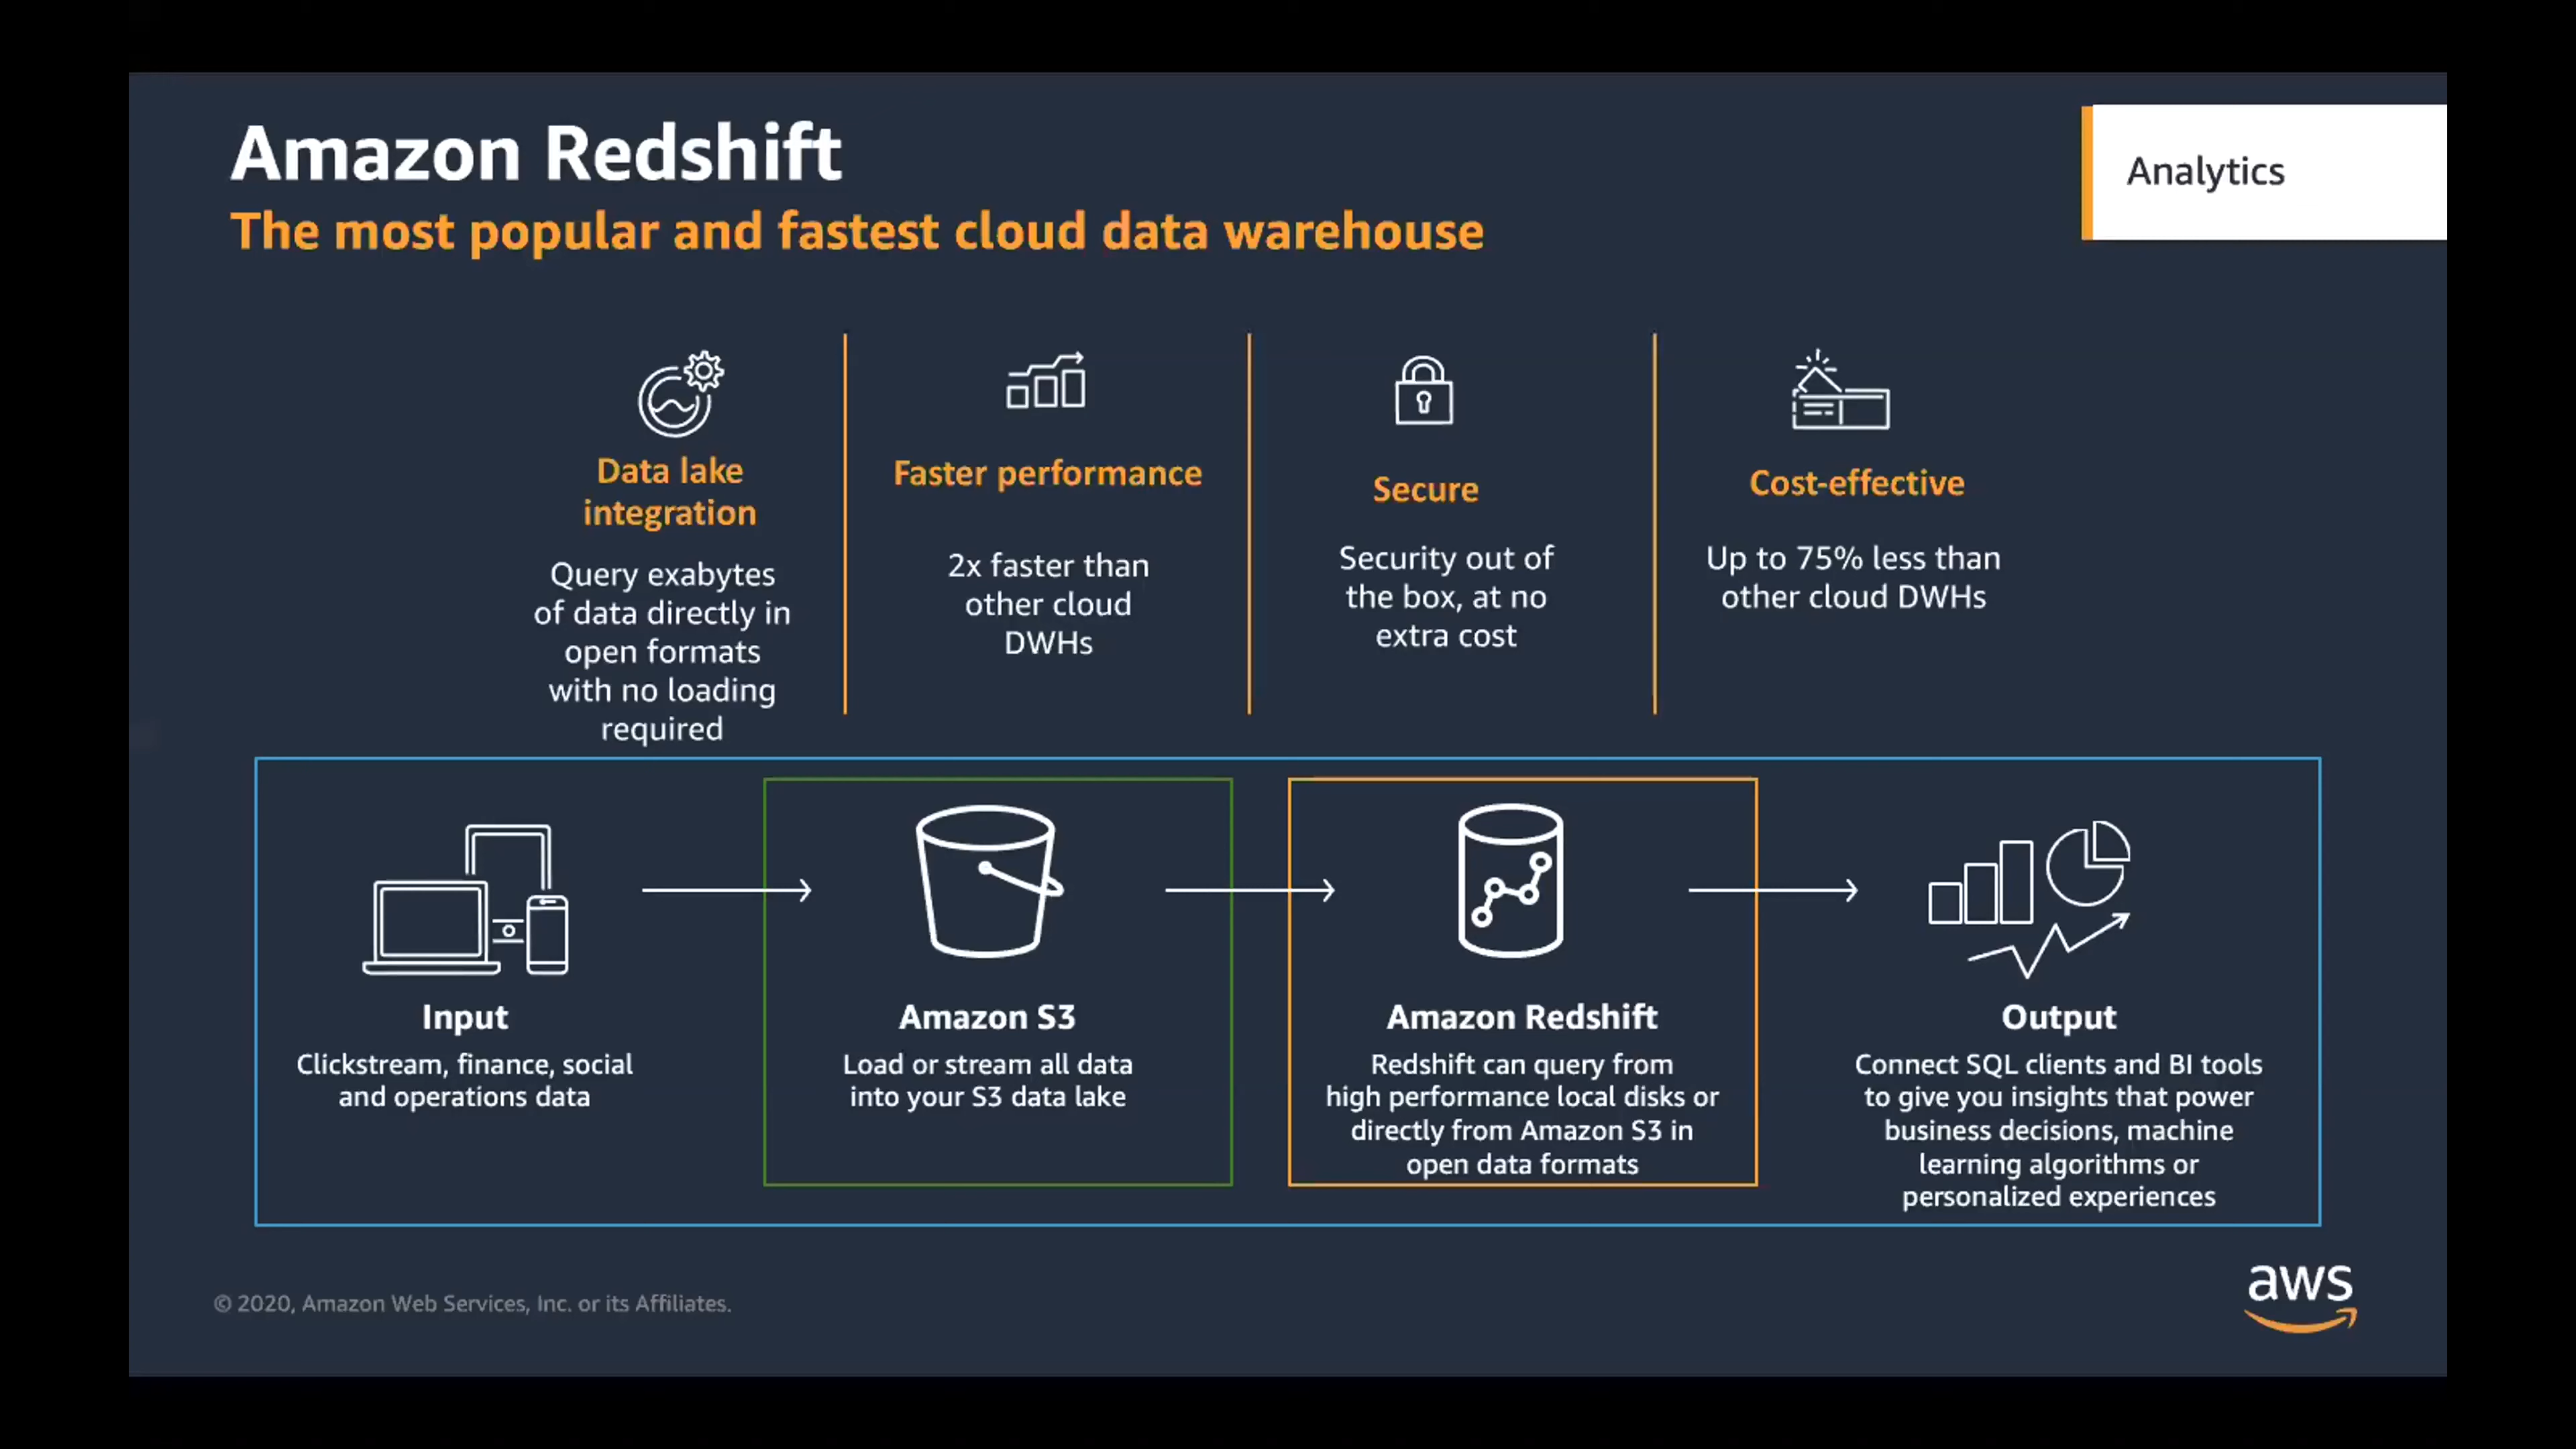 Amazon Redshift
The most popular and fastest cloud data warehouse
Analytics
Data lake
integration
Query exabytes
of data directly in
open formats
with no loading
required
Faster performance
2x faster than
other cloud
DWHs
Secure
Security out of
the box, at no
extra cost
Cost-effective
Up to 75% less than
other cloud DWHs
Input
Clickstream, finance, social
and operations data
Amazon S3
Load or stream all data
into your S3 data lake
Amazon Redshift
Redshift can query from
high performance local disks or
directly from Amazon S3 in
open data formats
Output
Connect SQL clients and BI tools
to give you insights that power
business decisions, machine
learning algorithms or
personalized experiences
© 2020, Amazon Web Services, Inc. or its Affiliates.
aws